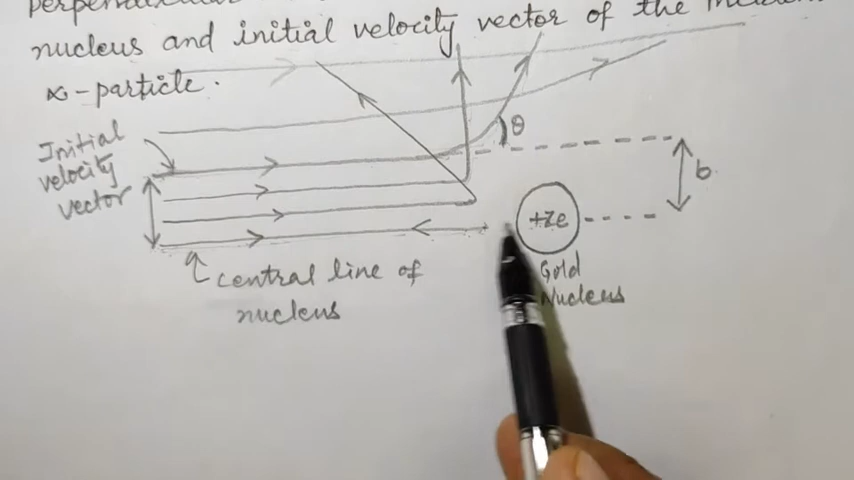 nucleus and initial velocity vector of the
α-particle.
Initial
velocity
vector
θ
b
+Ze
Gold
Nucleus
central line of
nucleus